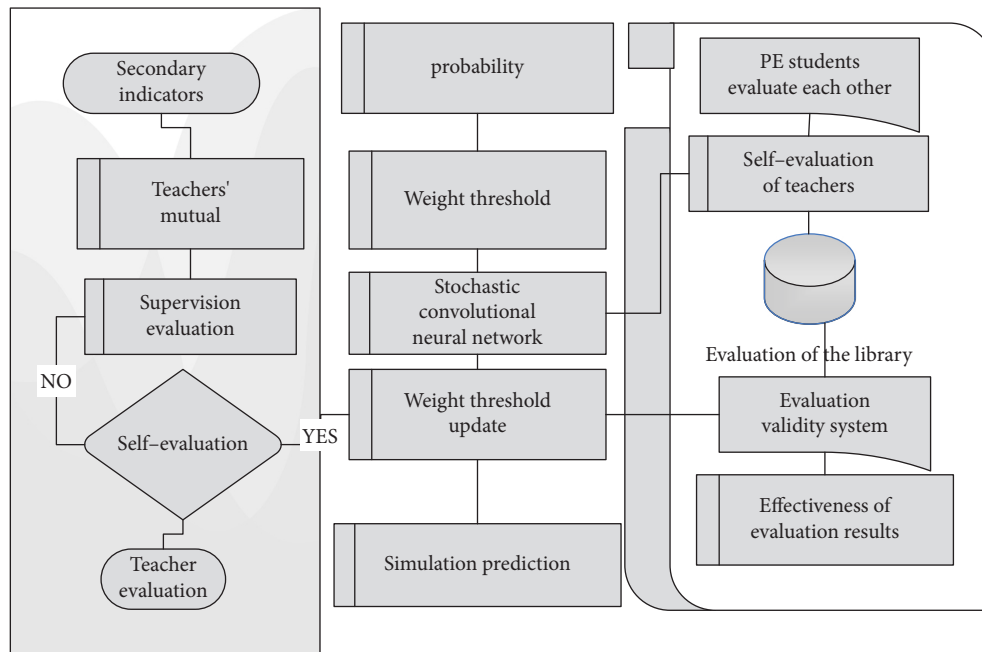 Secondary
indicators
Teachers'
mutual
Supervision
evaluation
NO
Self–evaluation
YES
Teacher
evaluation
probability
Weight threshold
Stochastic
convolutional
neural network
Weight threshold
update
Simulation prediction
PE students
evaluate each other
Self–evaluation
of teachers
Evaluation of the library
Evaluation
validity system
Effectiveness of
evaluation results